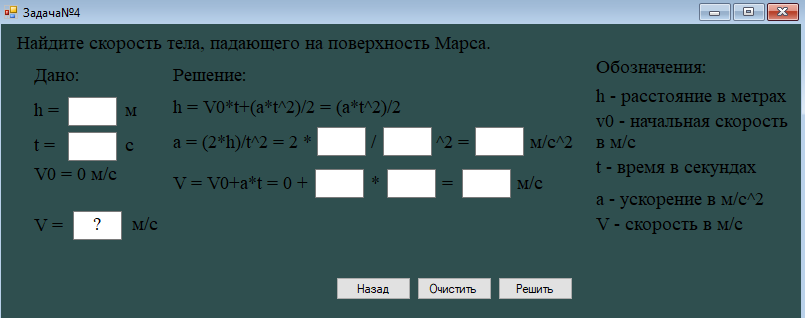 Задача№4
Найдите скорость тела, падающего на поверхность Марса.
Дано:
h = м
t = с
V0 = 0 м/с
V = ? м/с
Решение:
h = V0*t+(a*t^2)/2 = (a*t^2)/2
a = (2*h)/t^2 = 2 * / ^2 = м/с^2
V = V0+a*t = 0 + * = м/с
Обозначения:
h - расстояние в метрах
v0 - начальная скорость
в м/с
t - время в секундах
a - ускорение в м/с^2
V - скорость в м/с
Назад
Очистить
Решить